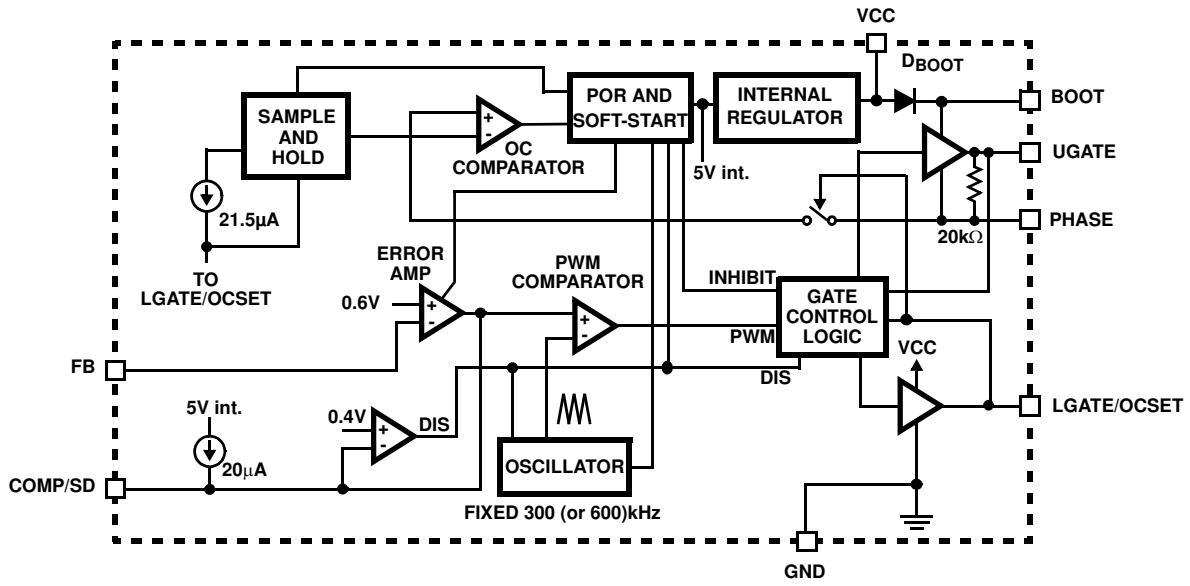 VCC
D_BOOT
BOOT
SAMPLE
AND
HOLD
+
-
OC
COMPARATOR
POR AND
SOFT-START
INTERNAL
REGULATOR
5V int.
UGATE
21.5µA
20kΩ
PHASE
TO
LGATE/OCSET
ERROR
AMP
PWM
COMPARATOR
0.6V
+
-
+
-
INHIBIT
PWM
DIS
GATE
CONTROL
LOGIC
VCC
FB
5V int.
20µA
0.4V
+
-
DIS
OSCILLATOR
LGATE/OCSET
COMP/SD
FIXED 300 (or 600)kHz
GND